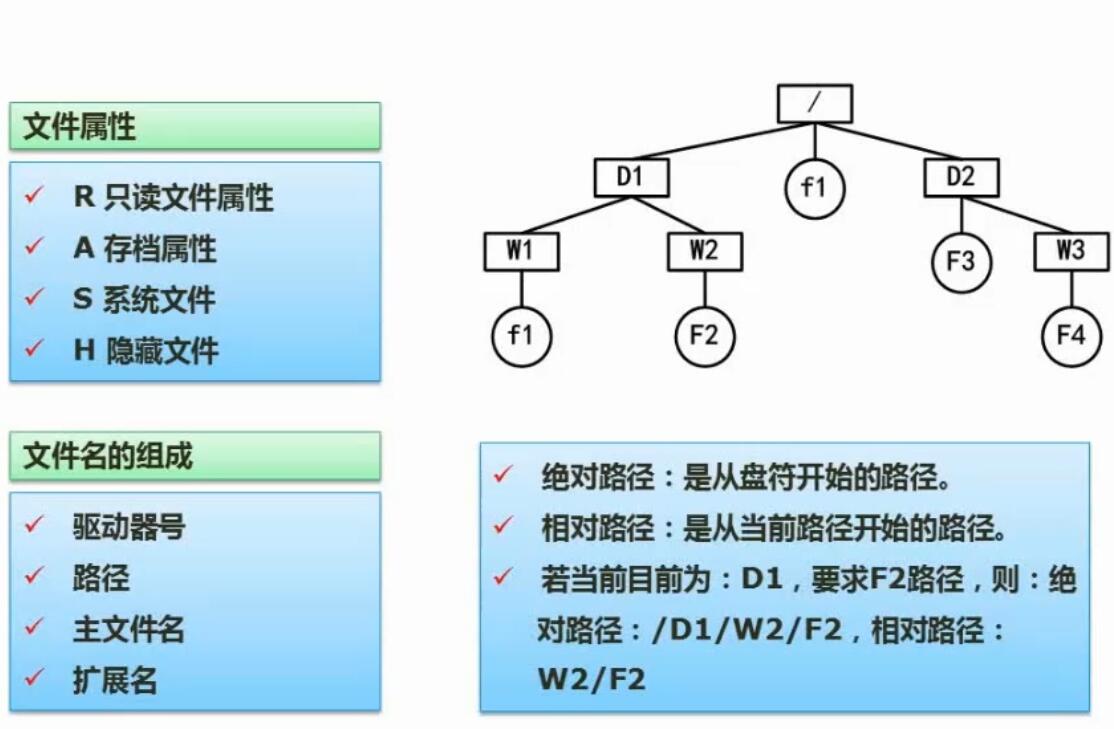 文件属性
R 只读文件属性
A 存档属性
S 系统文件
H 隐藏文件
/
D1
f1
D2
W1
W2
F3
W3
f1
F2
F4
文件名的组成
驱动器号
路径
主文件名
扩展名
绝对路径：是从盘符开始的路径。
相对路径：是从当前路径开始的路径。
若当前目前为：D1，要求F2路径，则：绝
对路径：/D1/W2/F2，相对路径：
W2/F2